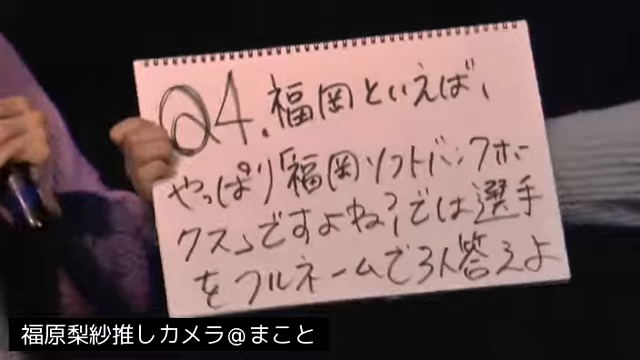 Q4.福岡といえば、
やっぱり「福岡ソフトバンクホー
クス」ですよね?では選手
をフルネームで3人答えよ
福原梨紗推しカメラ@まこと